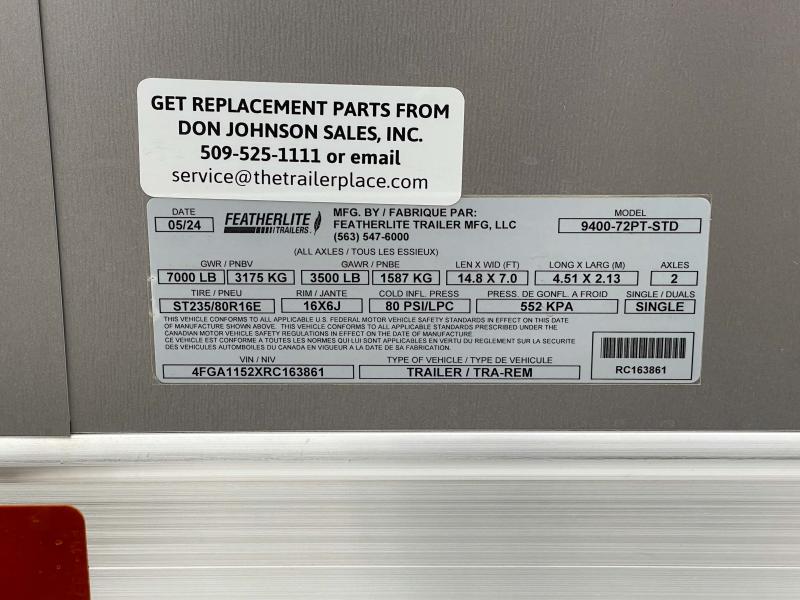 GET REPLACEMENT PARTS FROM
DON JOHNSON SALES, INC.
509-525-1111 or email
service@thetrailerplace.com
DATE
05/24
FEATHERLITE
TRAILERS
MFG. BY / FABRIQUE PAR:
FEATHERLITE TRAILER MFG, LLC
(563) 547-6000
MODEL
9400-72PT-STD
(ALL AXLES / TOUS LES ESSIEUX)
GWR / PNBV GAWR / PNBE LEN X WID (FT) LONG X LARG (M) AXLES
7000 LB 3175 KG 3500 LB 1587 KG 14.8 X 7.0 4.51 X 2.13 2
TIRE / PNEU RIM / JANTE COLD INFL. PRESS PRESS. DE GONFL. A FROID SINGLE / DUALS
ST235/80R16E 16X6J 80 PSI/LPC 552 KPA SINGLE
THIS VEHICLE CONFORMS TO ALL APPLICABLE U.S. FEDERAL MOTOR VEHICLE SAFETY STANDARDS IN EFFECT ON THIS DATE
OF MANUFACTURE SHOWN ABOVE. THIS VEHICLE CONFORMS TO ALL APPLICABLE STANDARDS PRESCRIBED UNDER THE
CANADIAN MOTOR VEHICLE SAFETY REGULATIONS IN EFFECT ON THE DATE OF MANUFACTURE
CE VEHICULE EST CONFORME A TOUTES LES NORMES QUI LUI SONT APPLICABLES EN VERTU DU REGLEMENT SUR LA SECURITE
DES VEHICULES AUTOMOBILES DU CANADA EN VIGUEUR A LA DATE DE SA FABRICATION.
VIN / NIV TYPE OF VEHICLE / TYPE DE VEHICULE
4FGA1152XRC163861 TRAILER / TRA-REM
RC163861